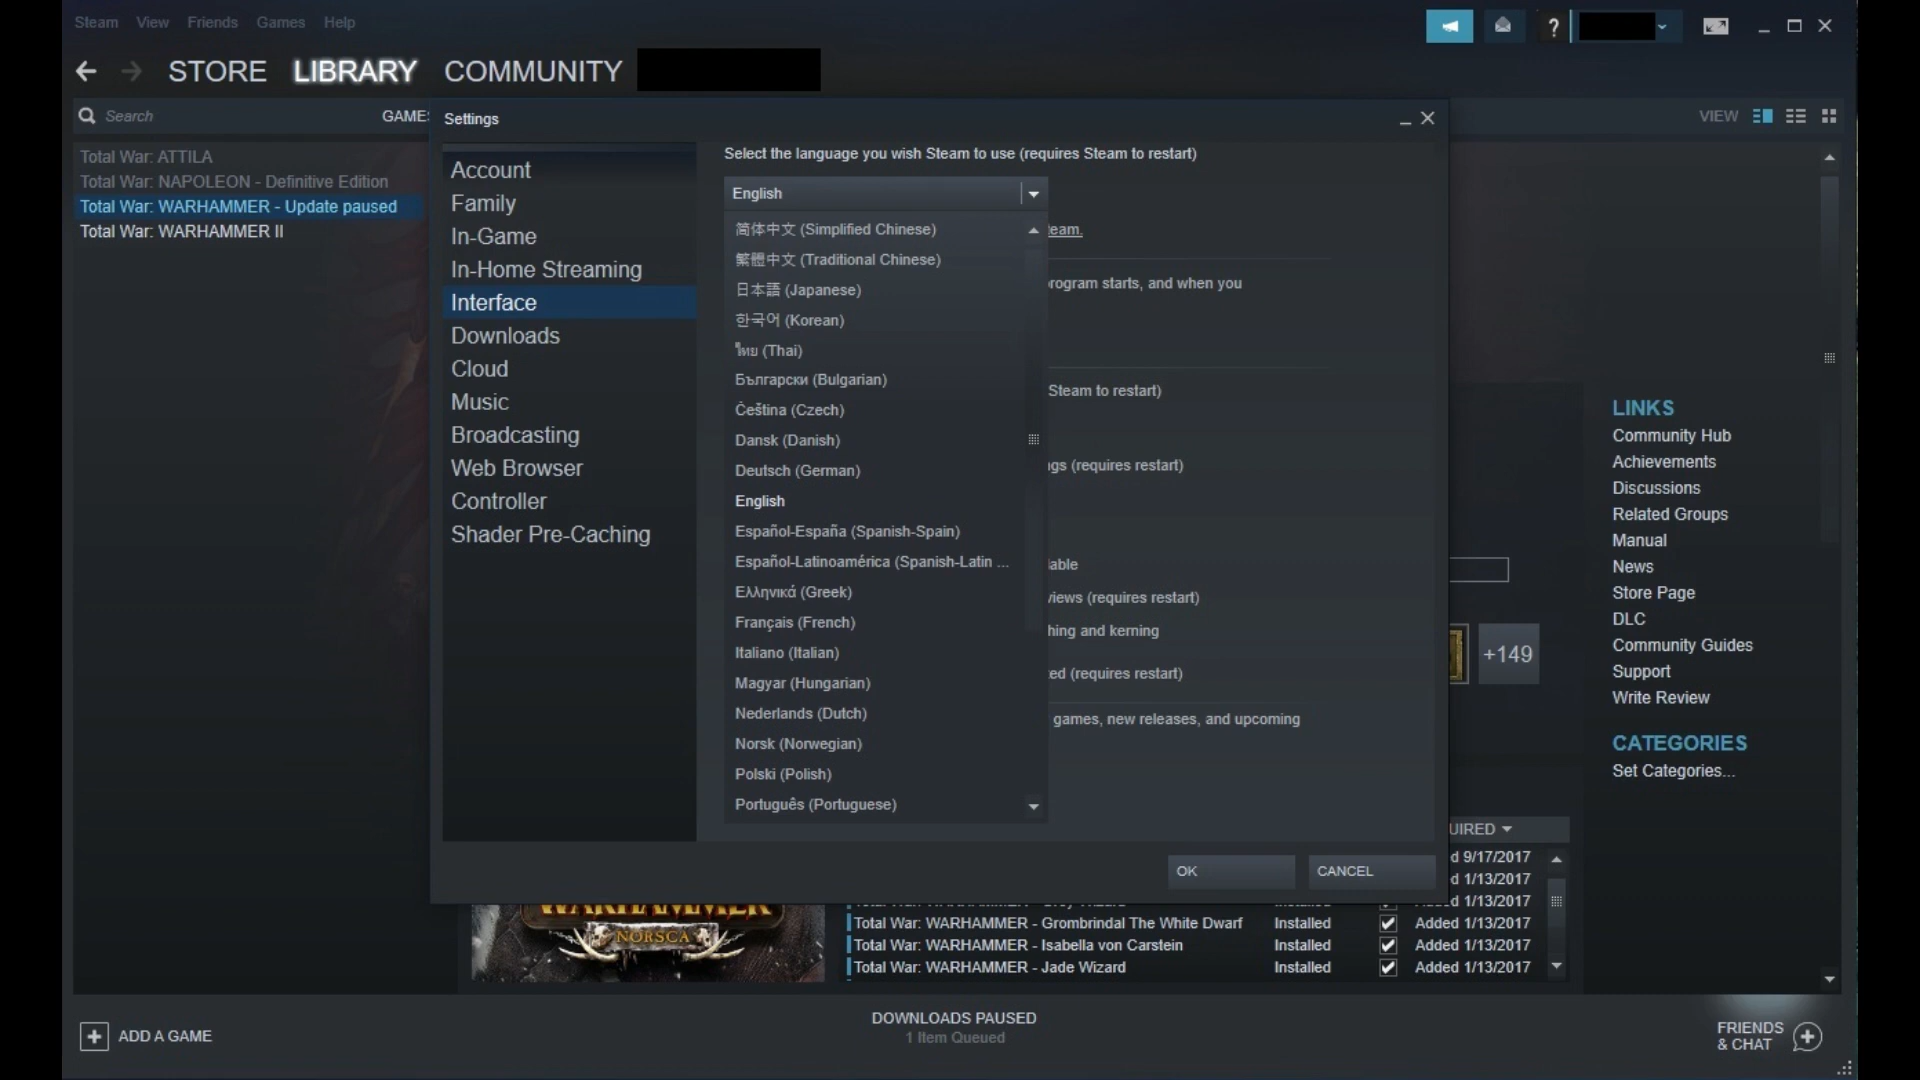 Steam View Friends Games Help
STORE LIBRARY COMMUNITY
Search
GAMES
VIEW
Total War: ATTILA
Total War: NAPOLEON - Definitive Edition
Total War: WARHAMMER - Update paused
Total War: WARHAMMER II
Settings
Account
Family
In-Game
In-Home Streaming
Interface
Downloads
Cloud
Music
Broadcasting
Web Browser
Controller
Shader Pre-Caching
Select the language you wish Steam to use (requires Steam to restart)
English
简体中文 (Simplified Chinese)
繁體中文 (Traditional Chinese)
日本語 (Japanese)
한국어 (Korean)
ไทย (Thai)
Български (Bulgarian)
Čeština (Czech)
Dansk (Danish)
Deutsch (German)
English
Español-España (Spanish-Spain)
Español-Latinoamérica (Spanish-Latin ...
Ελληνικά (Greek)
Français (French)
Italiano (Italian)
Magyar (Hungarian)
Nederlands (Dutch)
Norsk (Norwegian)
Polski (Polish)
Português (Portuguese)
eam.
rogram starts, and when you
Steam to restart)
gs (requires restart)
lable
views (requires restart)
hing and kerning
ted (requires restart)
games, new releases, and upcoming
OK
CANCEL
+149
LINKS
Community Hub
Achievements
Discussions
Related Groups
Manual
News
Store Page
DLC
Community Guides
Support
Write Review
CATEGORIES
Set Categories...
UIRED
d 9/17/2017
d 1/13/2017
d 1/13/2017
Total War: WARHAMMER - Grombrindal The White Dwarf Installed Added 1/13/2017
Total War: WARHAMMER - Isabella von Carstein Installed Added 1/13/2017
Total War: WARHAMMER - Jade Wizard Installed Added 1/13/2017
WARHAMMER
NORSCA
ADD A GAME
DOWNLOADS PAUSED
1 Item Queued
FRIENDS
& CHAT